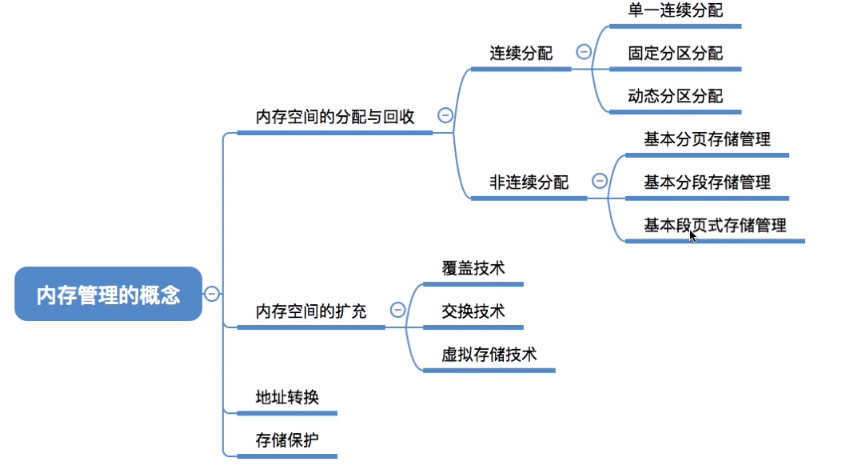 内存管理的概念
内存空间的分配与回收
连续分配
单一连续分配
固定分区分配
动态分区分配
非连续分配
基本分页存储管理
基本分段存储管理
基本段页式存储管理
内存空间的扩充
覆盖技术
交换技术
虚拟存储技术
地址转换
存储保护